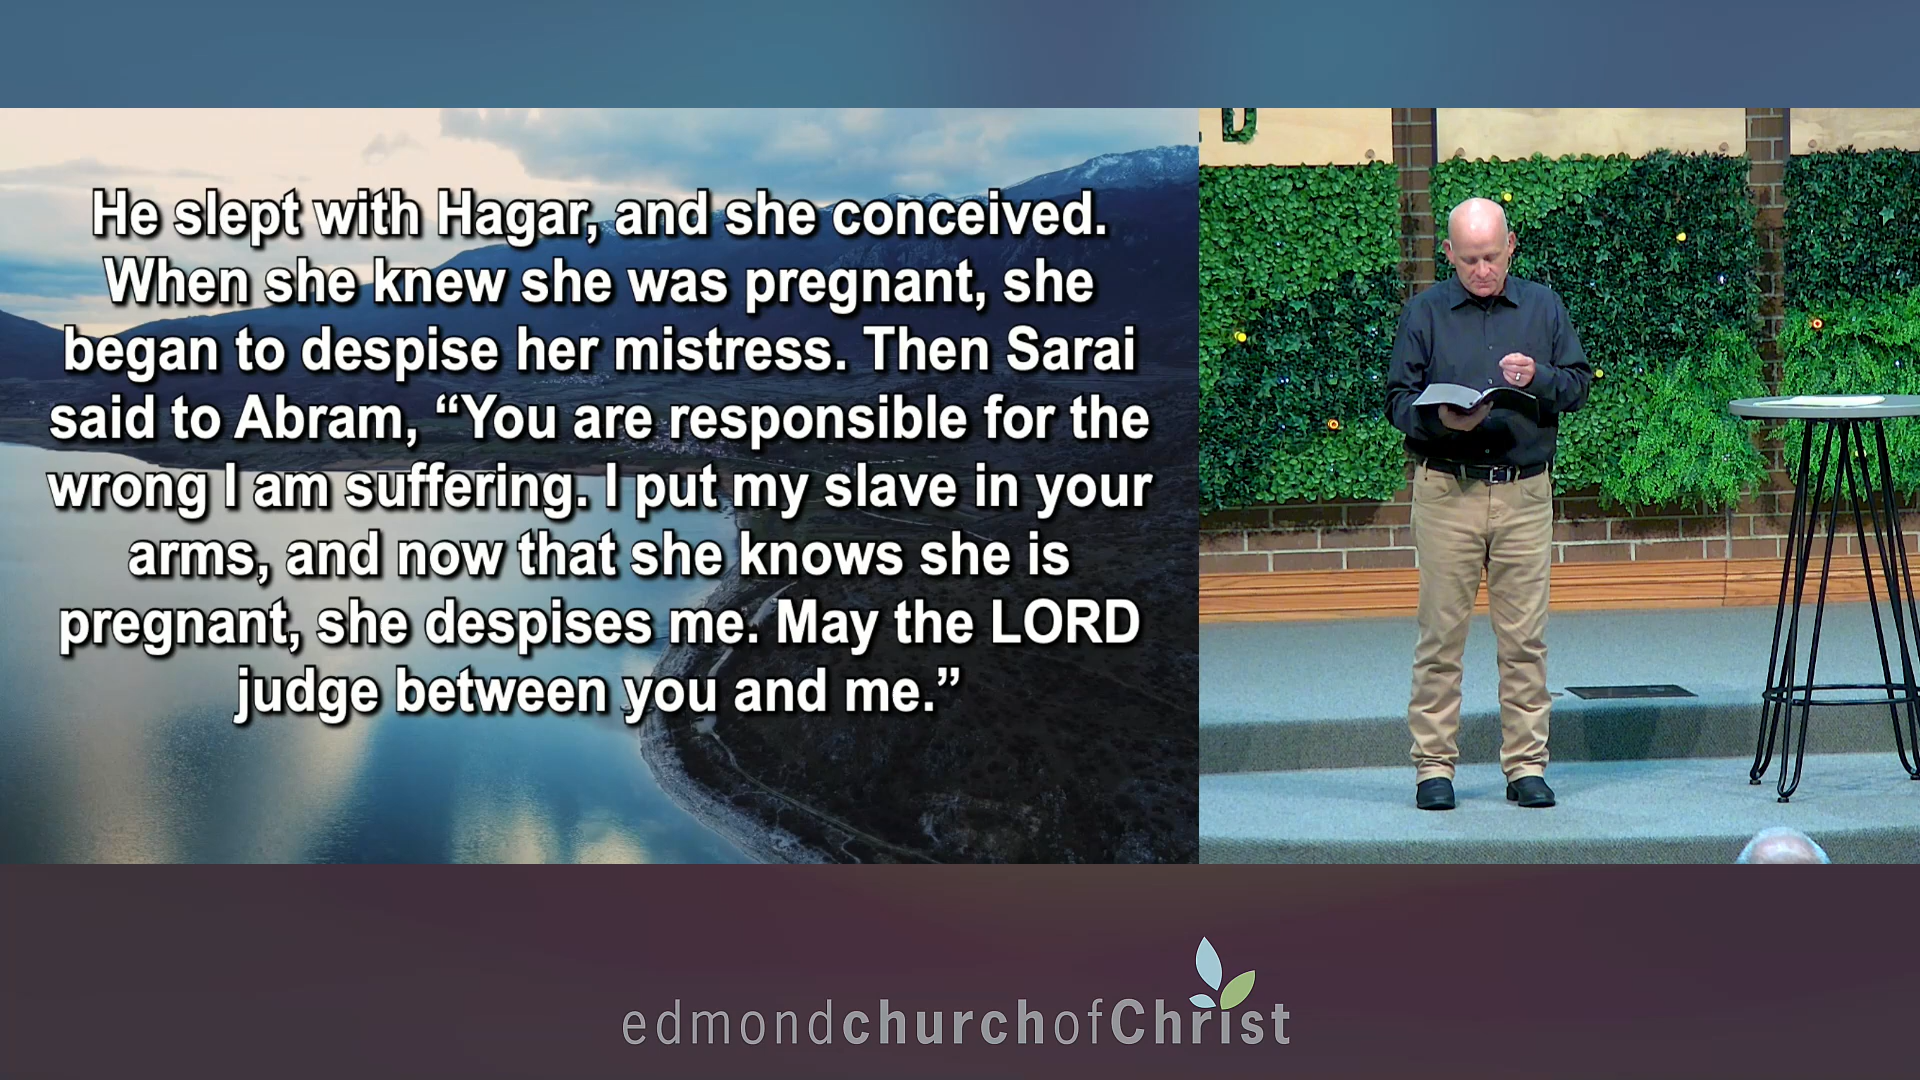 He slept with Hagar, and she conceived.
When she knew she was pregnant, she
began to despise her mistress. Then Sarai
said to Abram, “You are responsible for the
wrong I am suffering. I put my slave in your
arms, and now that she knows she is
pregnant, she despises me. May the LORD
judge between you and me.”
D
edmondchurchofChrist